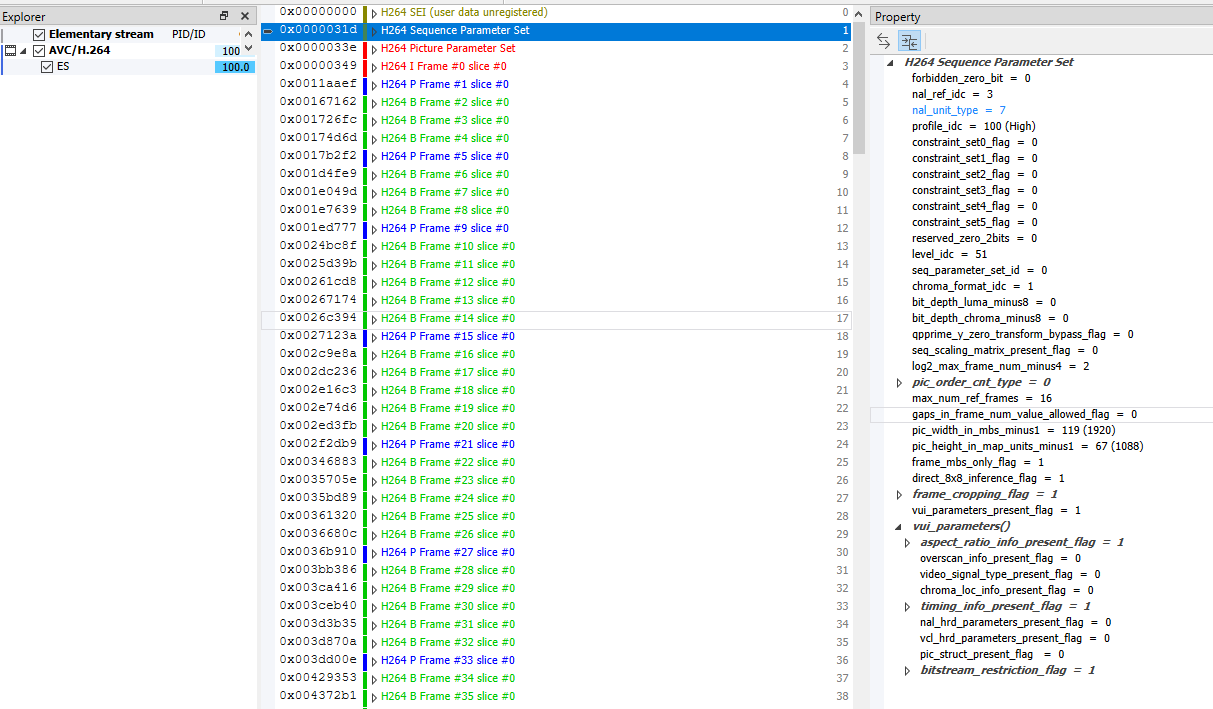 Explorer
Elementary stream PID/ID
AVC/H.264 100
ES 100.0
0x00000000 H264 SEI (user data unregistered) 0
0x0000031d H264 Sequence Parameter Set 1
0x0000033e H264 Picture Parameter Set 2
0x00000349 H264 I Frame #0 slice #0 3
0x0011aaef H264 P Frame #1 slice #0 4
0x00167162 H264 B Frame #2 slice #0 5
0x001726fc H264 B Frame #3 slice #0 6
0x00174d6d H264 B Frame #4 slice #0 7
0x0017b2f2 H264 P Frame #5 slice #0 8
0x001d4fe9 H264 B Frame #6 slice #0 9
0x001e049d H264 B Frame #7 slice #0 10
0x001e7639 H264 B Frame #8 slice #0 11
0x001ed777 H264 P Frame #9 slice #0 12
0x0024bc8f H264 B Frame #10 slice #0 13
0x0025d39b H264 B Frame #11 slice #0 14
0x00261cd8 H264 B Frame #12 slice #0 15
0x00267174 H264 B Frame #13 slice #0 16
0x0026c394 H264 B Frame #14 slice #0 17
0x0027123a H264 P Frame #15 slice #0 18
0x002c9e8a H264 B Frame #16 slice #0 19
0x002dc236 H264 B Frame #17 slice #0 20
0x002e16c3 H264 B Frame #18 slice #0 21
0x002e74d6 H264 B Frame #19 slice #0 22
0x002ed3fb H264 B Frame #20 slice #0 23
0x002f2db9 H264 P Frame #21 slice #0 24
0x00346883 H264 B Frame #22 slice #0 25
0x0035705e H264 B Frame #23 slice #0 26
0x0035bd89 H264 B Frame #24 slice #0 27
0x00361320 H264 B Frame #25 slice #0 28
0x0036680c H264 B Frame #26 slice #0 29
0x0036b910 H264 P Frame #27 slice #0 30
0x003bb386 H264 B Frame #28 slice #0 31
0x003ca416 H264 B Frame #29 slice #0 32
0x003ceb40 H264 B Frame #30 slice #0 33
0x003d3b35 H264 B Frame #31 slice #0 34
0x003d870a H264 B Frame #32 slice #0 35
0x003dd00e H264 P Frame #33 slice #0 36
0x00429353 H264 B Frame #34 slice #0 37
0x004372b1 H264 B Frame #35 slice #0 38
Property
H264 Sequence Parameter Set
forbidden_zero_bit = 0
nal_ref_idc = 3
nal_unit_type = 7
profile_idc = 100 (High)
constraint_set0_flag = 0
constraint_set1_flag = 0
constraint_set2_flag = 0
constraint_set3_flag = 0
constraint_set4_flag = 0
constraint_set5_flag = 0
reserved_zero_2bits = 0
level_idc = 51
seq_parameter_set_id = 0
chroma_format_idc = 1
bit_depth_luma_minus8 = 0
bit_depth_chroma_minus8 = 0
qpprime_y_zero_transform_bypass_flag = 0
seq_scaling_matrix_present_flag = 0
log2_max_frame_num_minus4 = 2
pic_order_cnt_type = 0
max_num_ref_frames = 16
gaps_in_frame_num_value_allowed_flag = 0
pic_width_in_mbs_minus1 = 119 (1920)
pic_height_in_map_units_minus1 = 67 (1088)
frame_mbs_only_flag = 1
direct_8x8_inference_flag = 1
frame_cropping_flag = 1
vui_parameters_present_flag = 1
vui_parameters()
aspect_ratio_info_present_flag = 1
overscan_info_present_flag = 0
video_signal_type_present_flag = 0
chroma_loc_info_present_flag = 0
timing_info_present_flag = 1
nal_hrd_parameters_present_flag = 0
vcl_hrd_parameters_present_flag = 0
pic_struct_present_flag = 0
bitstream_restriction_flag = 1